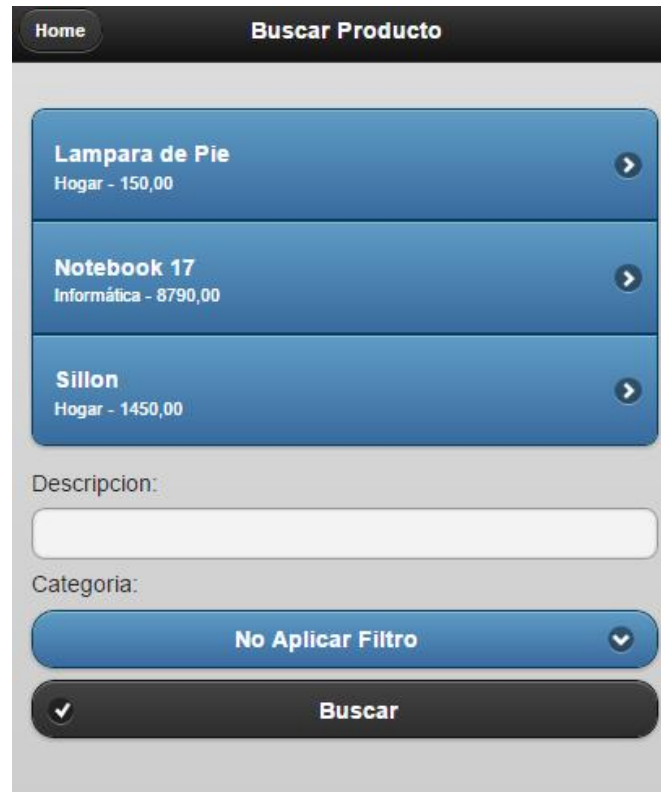 Home
Buscar Producto
Lampara de Pie
Hogar - 150,00
Notebook 17
Informática - 8790,00
Sillon
Hogar - 1450,00
Descripcion:
Categoria:
No Aplicar Filtro
Buscar